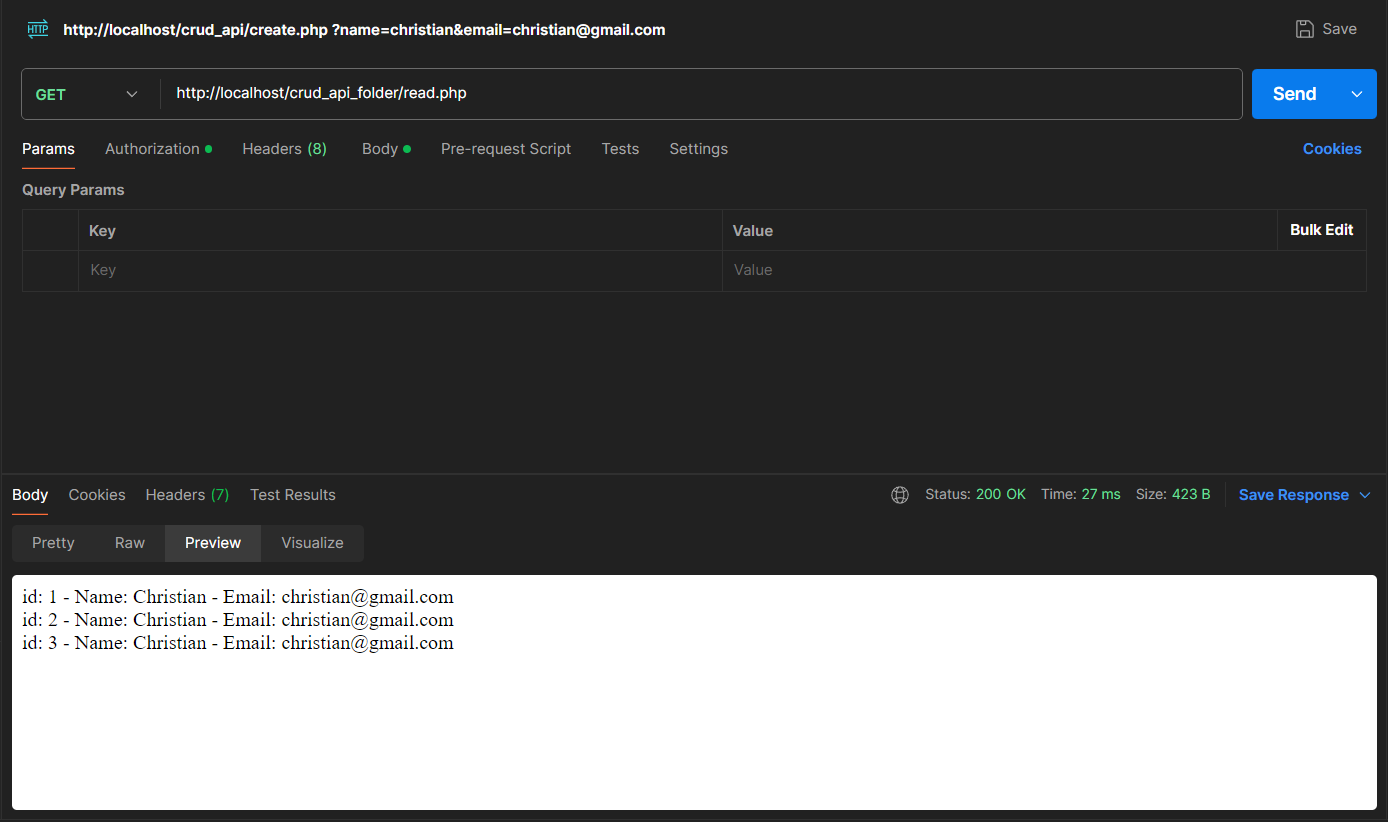 HTTP http://localhost/crud_api/create.php ?name=christian&email=christian@gmail.com Save
GET http://localhost/crud_api_folder/read.php Send
Params Authorization Headers (8) Body Pre-request Script Tests Settings Cookies
Query Params
Key Value Bulk Edit
Key Value
Body Cookies Headers (7) Test Results Status: 200 OK Time: 27 ms Size: 423 B Save Response
Pretty Raw Preview Visualize
id: 1 - Name: Christian - Email: christian@gmail.com
id: 2 - Name: Christian - Email: christian@gmail.com
id: 3 - Name: Christian - Email: christian@gmail.com